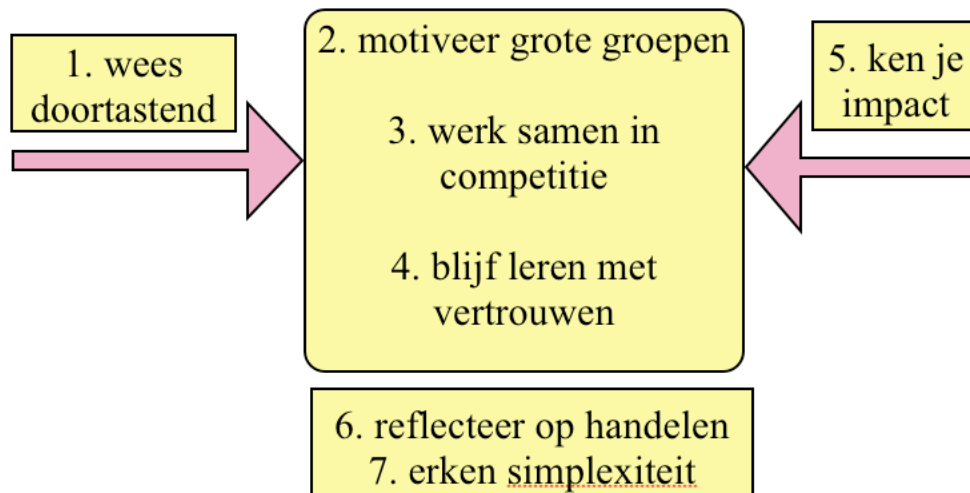 1. wees
doortastend
2. motiveer grote groepen
3. werk samen in
competitie
4. blijf leren met
vertrouwen
5. ken je
impact
6. reflecteer op handelen
7. erken simplexiteit